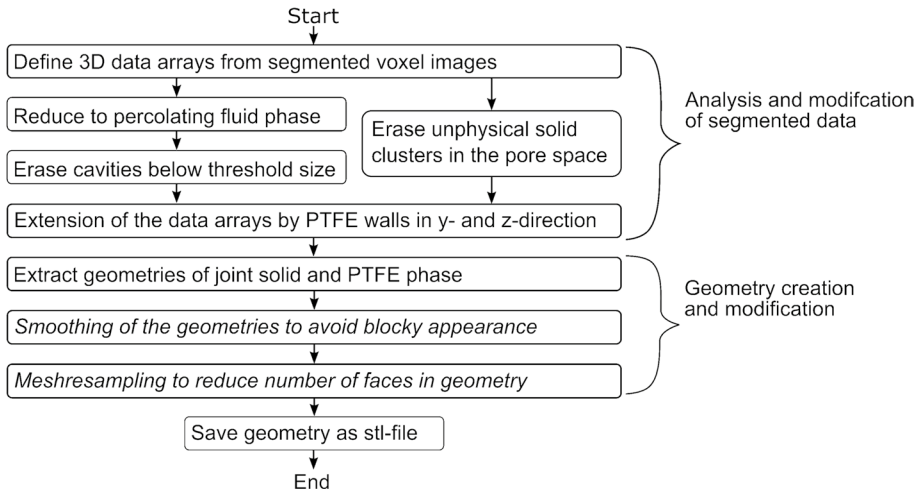 Start
Define 3D data arrays from segmented voxel images
Reduce to percolating fluid phase
Erase cavities below threshold size
Erase unphysical solid
clusters in the pore space
Extension of the data arrays by PTFE walls in y- and z-direction
Analysis and modifcation
of segmented data
Extract geometries of joint solid and PTFE phase
Smoothing of the geometries to avoid blocky appearance
Meshresampling to reduce number of faces in geometry
Geometry creation
and modification
Save geometry as stl-file
End